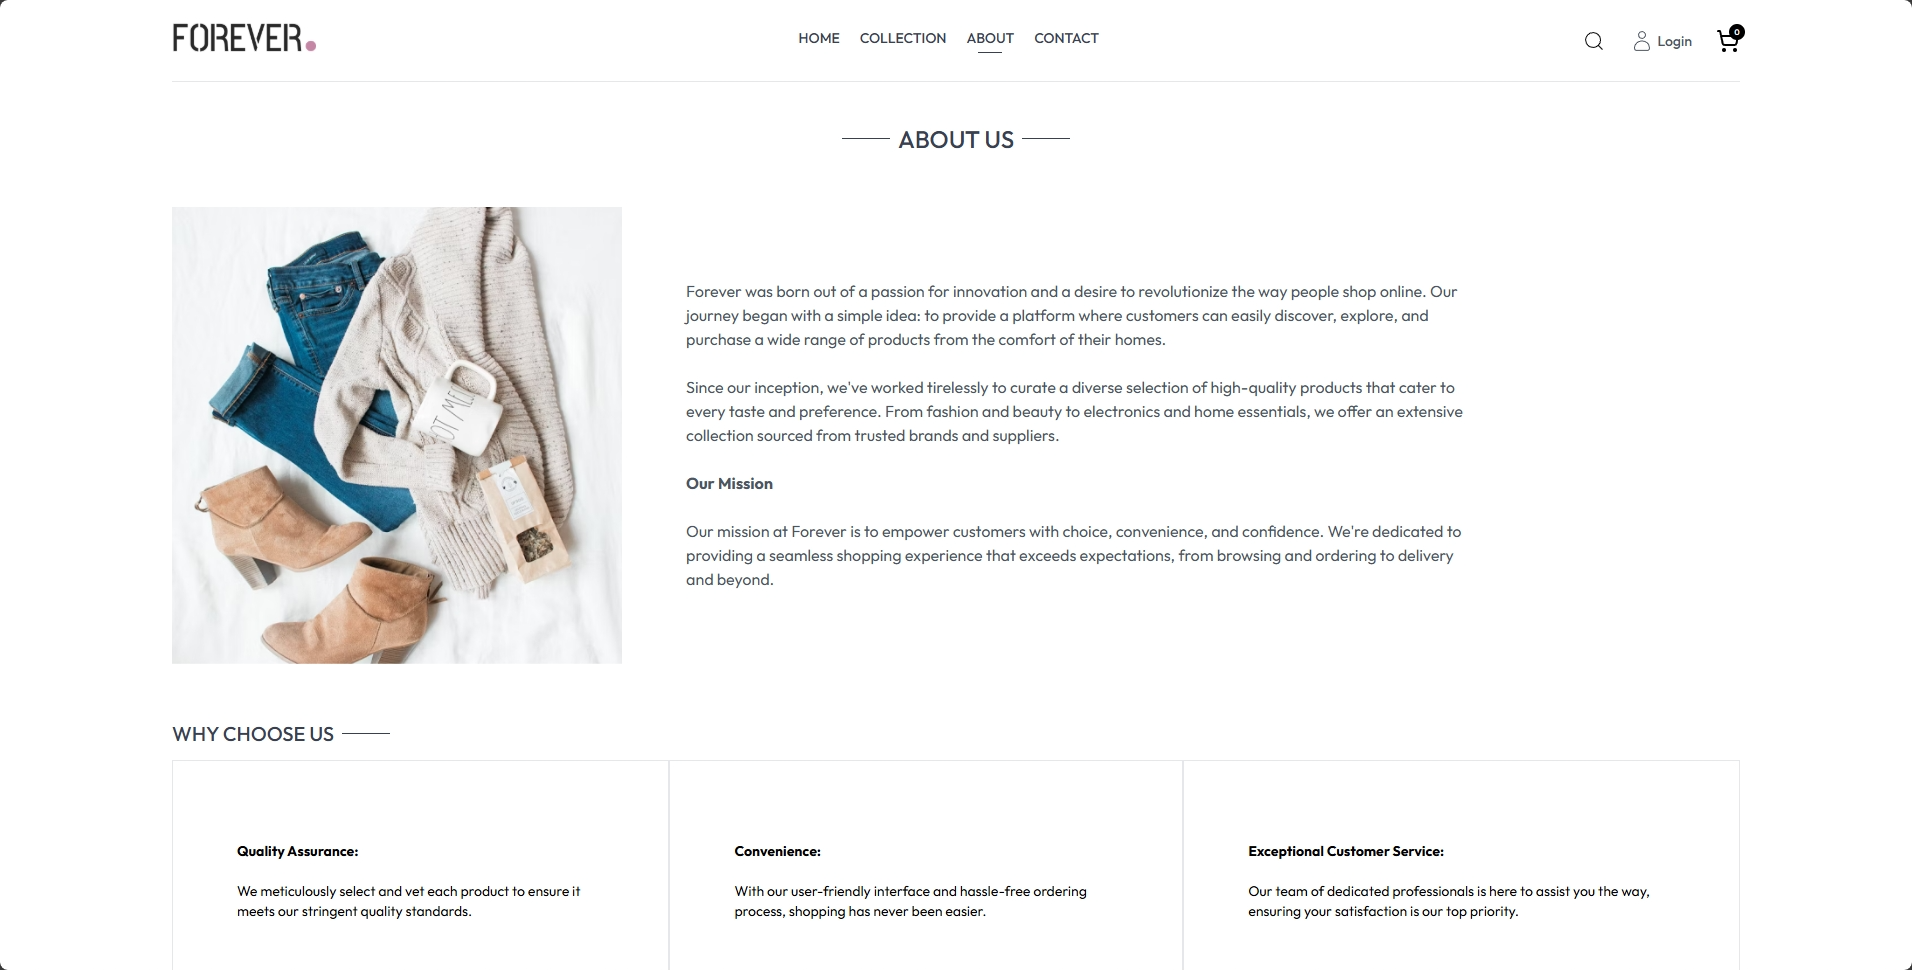 FOREVER.
HOME COLLECTION ABOUT CONTACT
Login
0
ABOUT US
OT ME
Forever was born out of a passion for innovation and a desire to revolutionize the way people shop online. Our
journey began with a simple idea: to provide a platform where customers can easily discover, explore, and
purchase a wide range of products from the comfort of their homes.
Since our inception, we've worked tirelessly to curate a diverse selection of high-quality products that cater to
every taste and preference. From fashion and beauty to electronics and home essentials, we offer an extensive
collection sourced from trusted brands and suppliers.
Our Mission
Our mission at Forever is to empower customers with choice, convenience, and confidence. We're dedicated to
providing a seamless shopping experience that exceeds expectations, from browsing and ordering to delivery
and beyond.
WHY CHOOSE US
Quality Assurance:
We meticulously select and vet each product to ensure it
meets our stringent quality standards.
Convenience:
With our user-friendly interface and hassle-free ordering
process, shopping has never been easier.
Exceptional Customer Service:
Our team of dedicated professionals is here to assist you the way,
ensuring your satisfaction is our top priority.